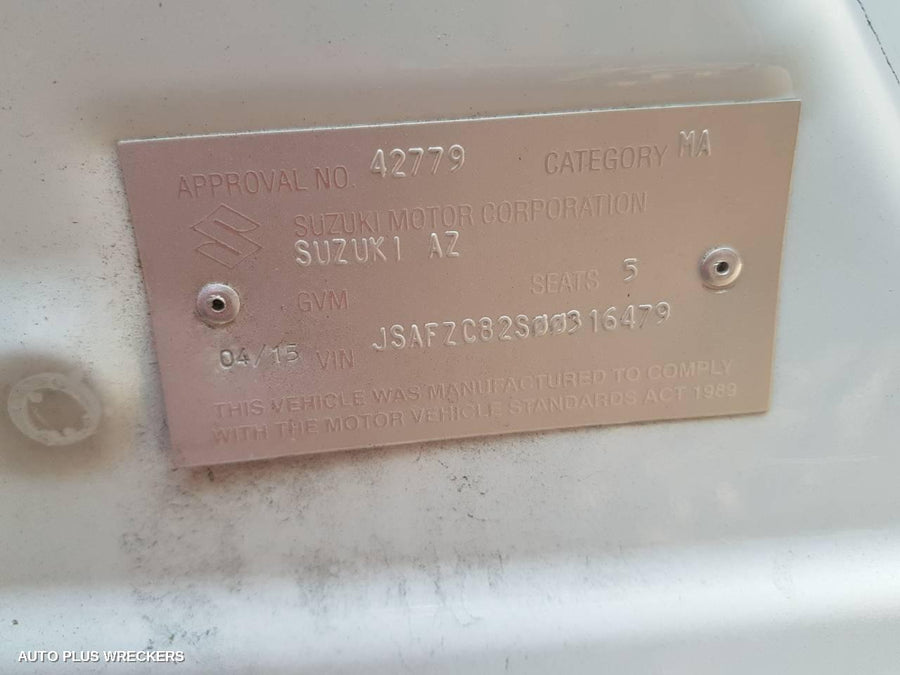 APPROVAL NO. 42779 CATEGORY MA
SUZUKI MOTOR CORPORATION
SUZUKI AZ
GVM SEATS 5
04/15 VIN JSAFZC82S00316479
THIS VEHICLE WAS MANUFACTURED TO COMPLY
WITH THE MOTOR VEHICLE STANDARDS ACT 1989
AUTO PLUS WRECKERS